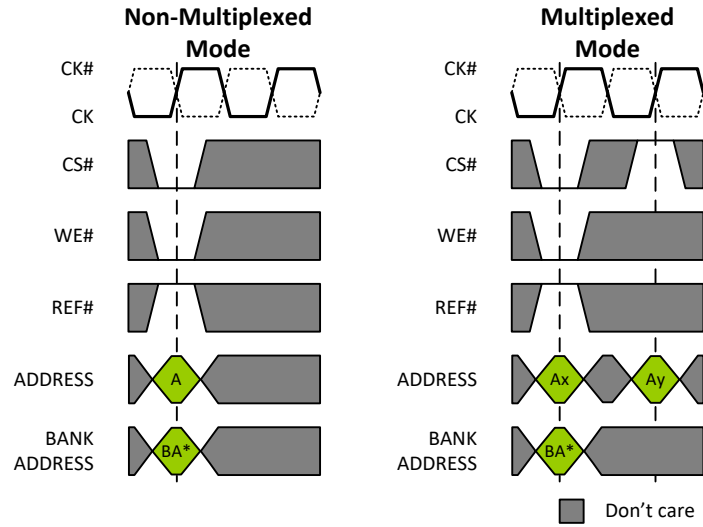 Non-Multiplexed
Mode
CK#
CK
CS#
WE#
REF#
ADDRESS
A
BANK
ADDRESS
BA*
Multiplexed
Mode
CK#
CK
CS#
WE#
REF#
ADDRESS
Ax
Ay
BANK
ADDRESS
BA*
Don't care